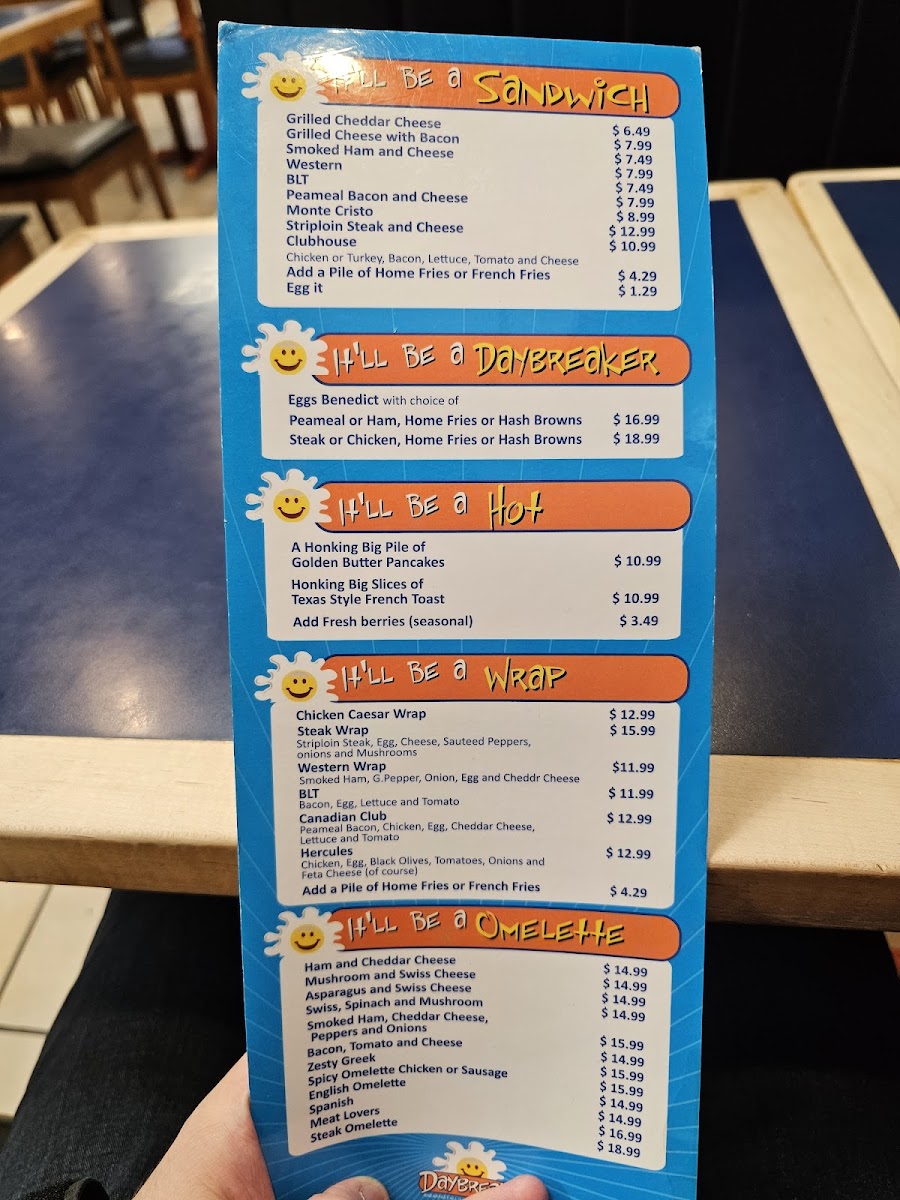 It'll Be a Sandwich
Grilled Cheddar Cheese $ 6.49
Grilled Cheese with Bacon $ 7.99
Smoked Ham and Cheese $ 7.49
Western $ 7.99
BLT $ 7.49
Peameal Bacon and Cheese $ 7.99
Monte Cristo $ 8.99
Striploin Steak and Cheese $ 12.99
Clubhouse $ 10.99
Chicken or Turkey, Bacon, Lettuce, Tomato and Cheese
Add a Pile of Home Fries or French Fries $ 4.29
Egg it $ 1.29
It'll Be a Daybreaker
Eggs Benedict with choice of
Peameal or Ham, Home Fries or Hash Browns $ 16.99
Steak or Chicken, Home Fries or Hash Browns $ 18.99
It'll Be a Hot
A Honking Big Pile of
Golden Butter Pancakes $ 10.99
Honking Big Slices of
Texas Style French Toast $ 10.99
Add Fresh berries (seasonal) $ 3.49
It'll Be a Wrap
Chicken Caesar Wrap $ 12.99
Steak Wrap $ 15.99
Striploin Steak, Egg, Cheese, Sauteed Peppers,
onions and Mushrooms
Western Wrap $11.99
Smoked Ham, G.Pepper, Onion, Egg and Cheddr Cheese
BLT $ 11.99
Bacon, Egg, Lettuce and Tomato
Canadian Club $ 12.99
Peameal Bacon, Chicken, Egg, Cheddar Cheese,
Lettuce and Tomato
Hercules $ 12.99
Chicken, Egg, Black Olives, Tomatoes, Onions and
Feta Cheese (of course)
Add a Pile of Home Fries or French Fries $ 4.29
It'll Be a Omelette
Ham and Cheddar Cheese $ 14.99
Mushroom and Swiss Cheese $ 14.99
Asparagus and Swiss Cheese $ 14.99
Swiss, Spinach and Mushroom $ 14.99
Smoked Ham, Cheddar Cheese,
Peppers and Onions $ 15.99
Bacon, Tomato and Cheese $ 14.99
Zesty Greek $ 15.99
Spicy Omelette Chicken or Sausage $ 15.99
English Omelette $ 14.99
Spanish $ 14.99
Meat Lovers $ 16.99
Steak Omelette $ 18.99